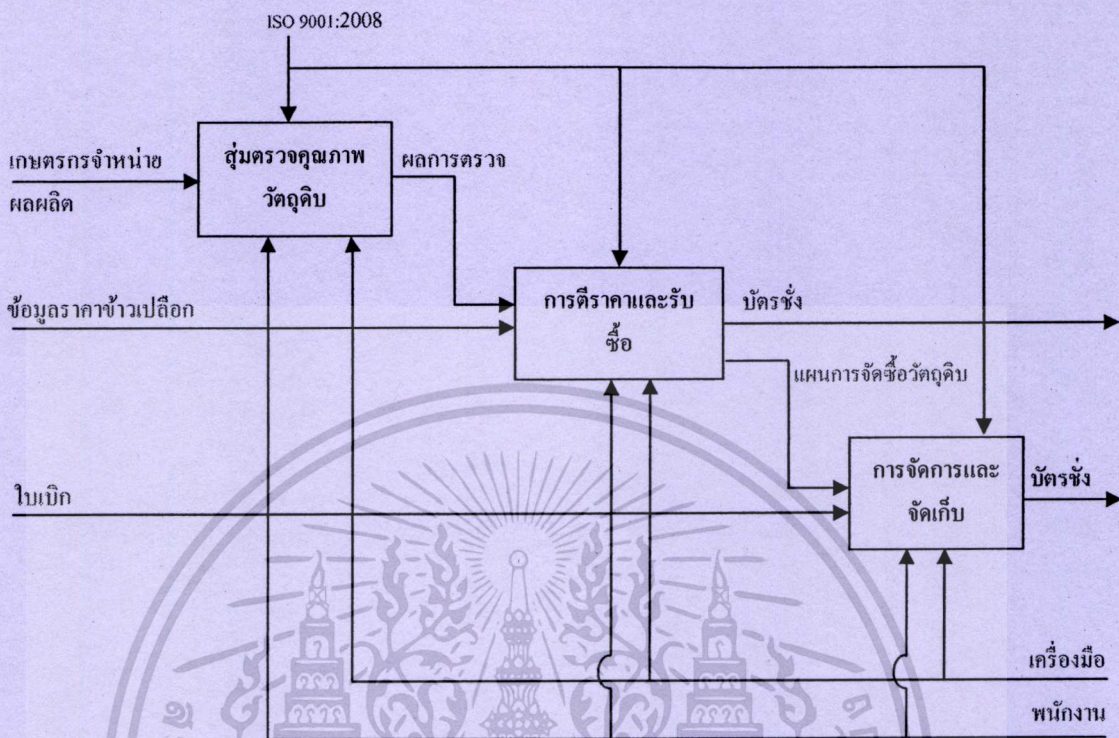 ISO 9001:2008
เกษตรกรจำหน่าย
ผลผลิต
สุ่มตรวจคุณภาพ
วัตถุดิบ
ผลการตรวจ
ข้อมูลราคาข้าวเปลือก
การตีราคาและรับ
ซื้อ
บัตรชั่ง
แผนการจัดซื้อวัตถุดิบ
ใบเบิก
การจัดการและ
จัดเก็บ
บัตรชั่ง
เครื่องมือ
พนักงาน